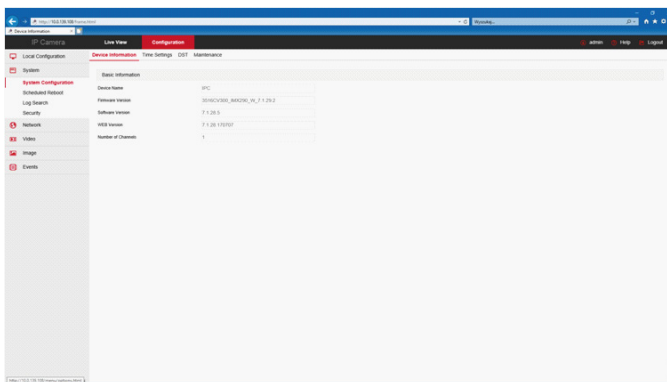 Wyszukaj...
Device Information
IP Camera
Live View
Configuration
admin
Help
Logout
Local Configuration
System
System Configuration
Scheduled Reboot
Log Search
Security
Network
Video
Image
Events
Device Information Time Settings DST Maintenance
Basic Information
Device Name IPC
Firmware Version
Software Version
WEB Version
Number of Channels 1